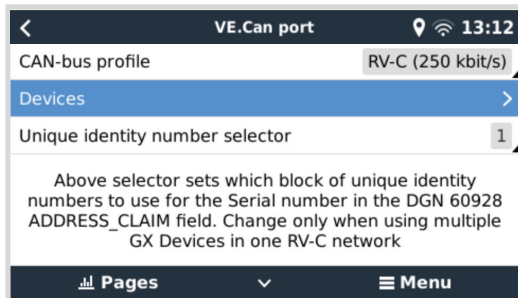 VE.Can port 13:12
CAN-bus profile RV-C (250 kbit/s)
Devices
Unique identity number selector 1
Above selector sets which block of unique identity
numbers to use for the Serial number in the DGN 60928
ADDRESS_CLAIM field. Change only when using multiple
GX Devices in one RV-C network
Pages Menu